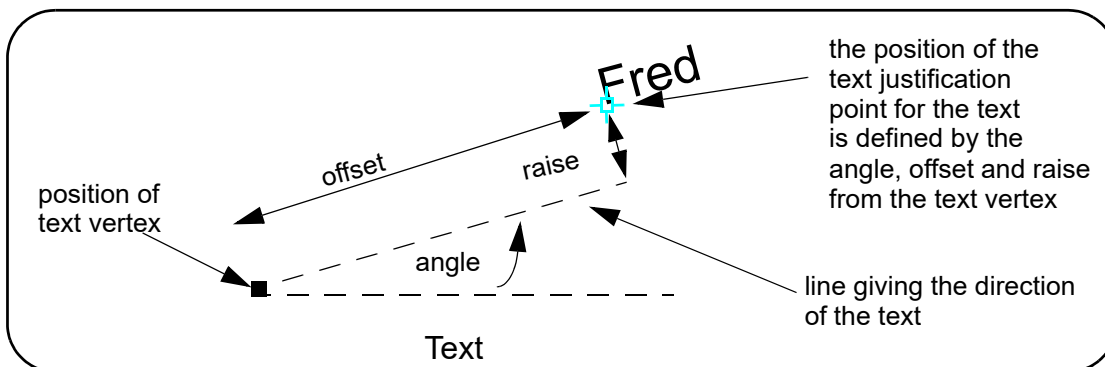 Fred
the position of the
text justification
point for the text
is defined by the
angle, offset and raise
from the text vertex
offset
raise
position of
text vertex
angle
line giving the direction
of the text
Text